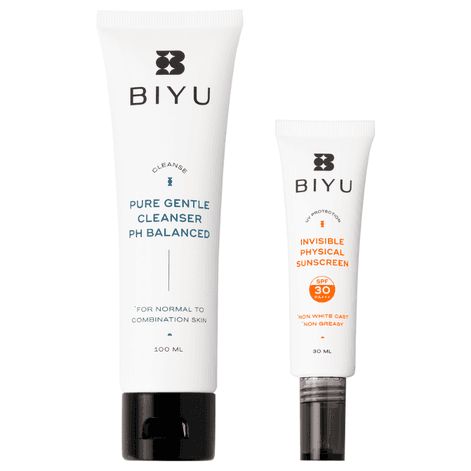 BIYU
CLEANSE
PURE GENTLE
CLEANSER
PH BALANCED
*FOR NORMAL TO
COMBINATION SKIN
100 ML
BIYU
UV PROTECTION
INVISIBLE
PHYSICAL
SUNSCREEN
SPF
30
PA+++
*NON WHITE CAST
*NON GREASY
30 ML